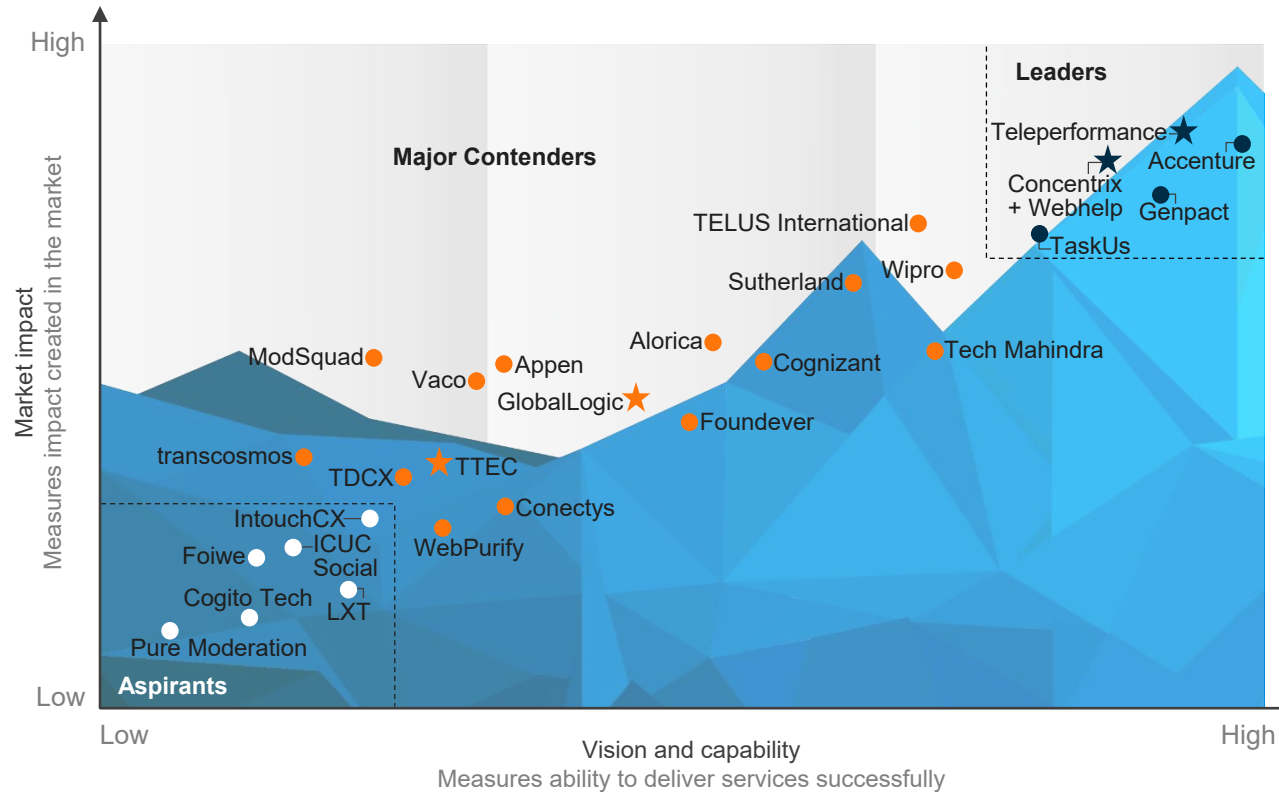 High
Leaders
Teleperformance
Accenture
Major Contenders
Concentrix
+ Webhelp
Genpact
TELUS International
TaskUs
Wipro
Sutherland
Alorica
ModSquad
Appen
Cognizant
Tech Mahindra
Vaco
GlobalLogic
Foundever
transcosmos
TDCX
TTEC
Conectys
IntouchCX
WebPurify
ICUC
Social
Foiwe
Cogito Tech
LXT
Pure Moderation
Aspirants
Market impact
Measures impact created in the market
Low
Low
High
Vision and capability
Measures ability to deliver services successfully